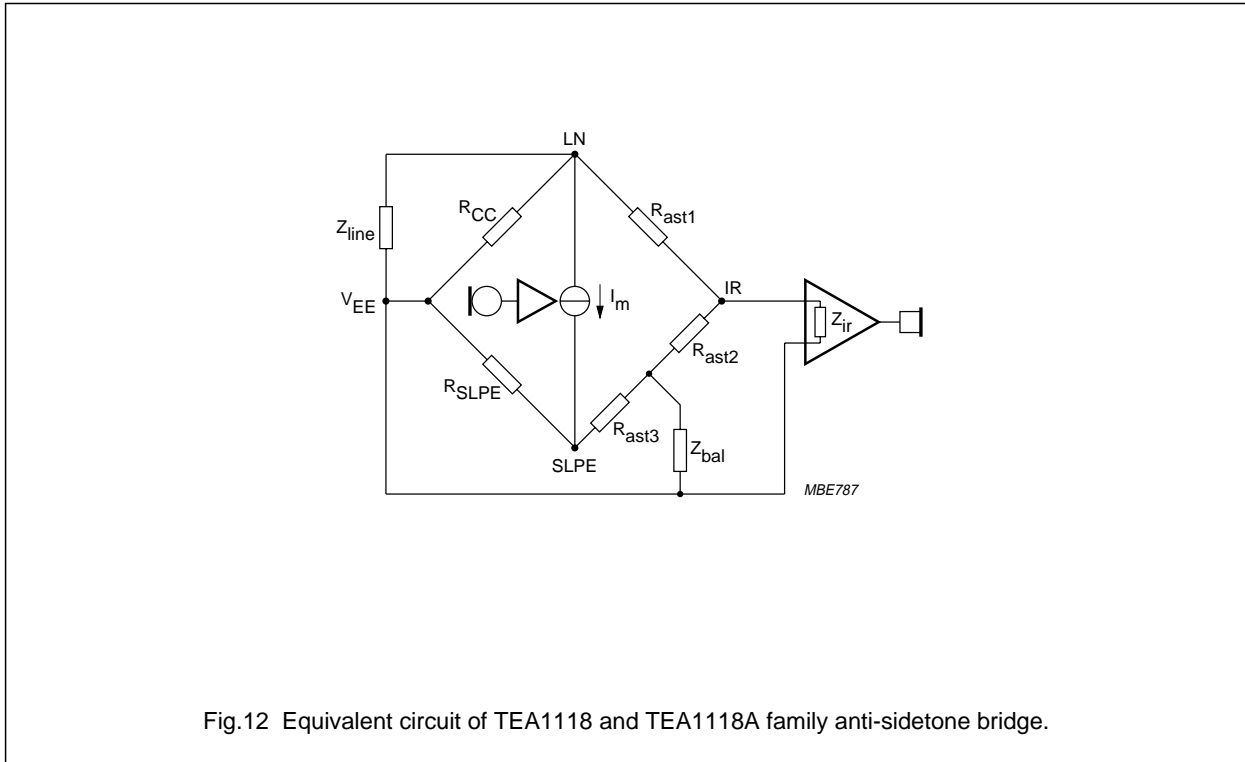 LN
R_CC
R_ast1
Z_line
V_EE
I_m
IR
Z_ir
R_ast2
R_SLPE
R_ast3
Z_bal
SLPE
MBE787
Fig.12 Equivalent circuit of TEA1118 and TEA1118A family anti-sidetone bridge.